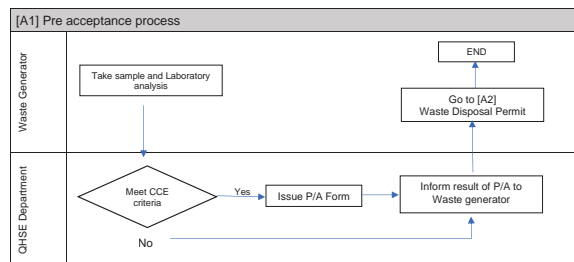 [A1] Pre acceptance process
Waste Generator
Take sample and Laboratory
analysis
END
Go to [A2]
Waste Disposal Permit
QHSE Department
Meet CCE
criteria
Yes
Issue P/A Form
Inform result of P/A to
Waste generator
No